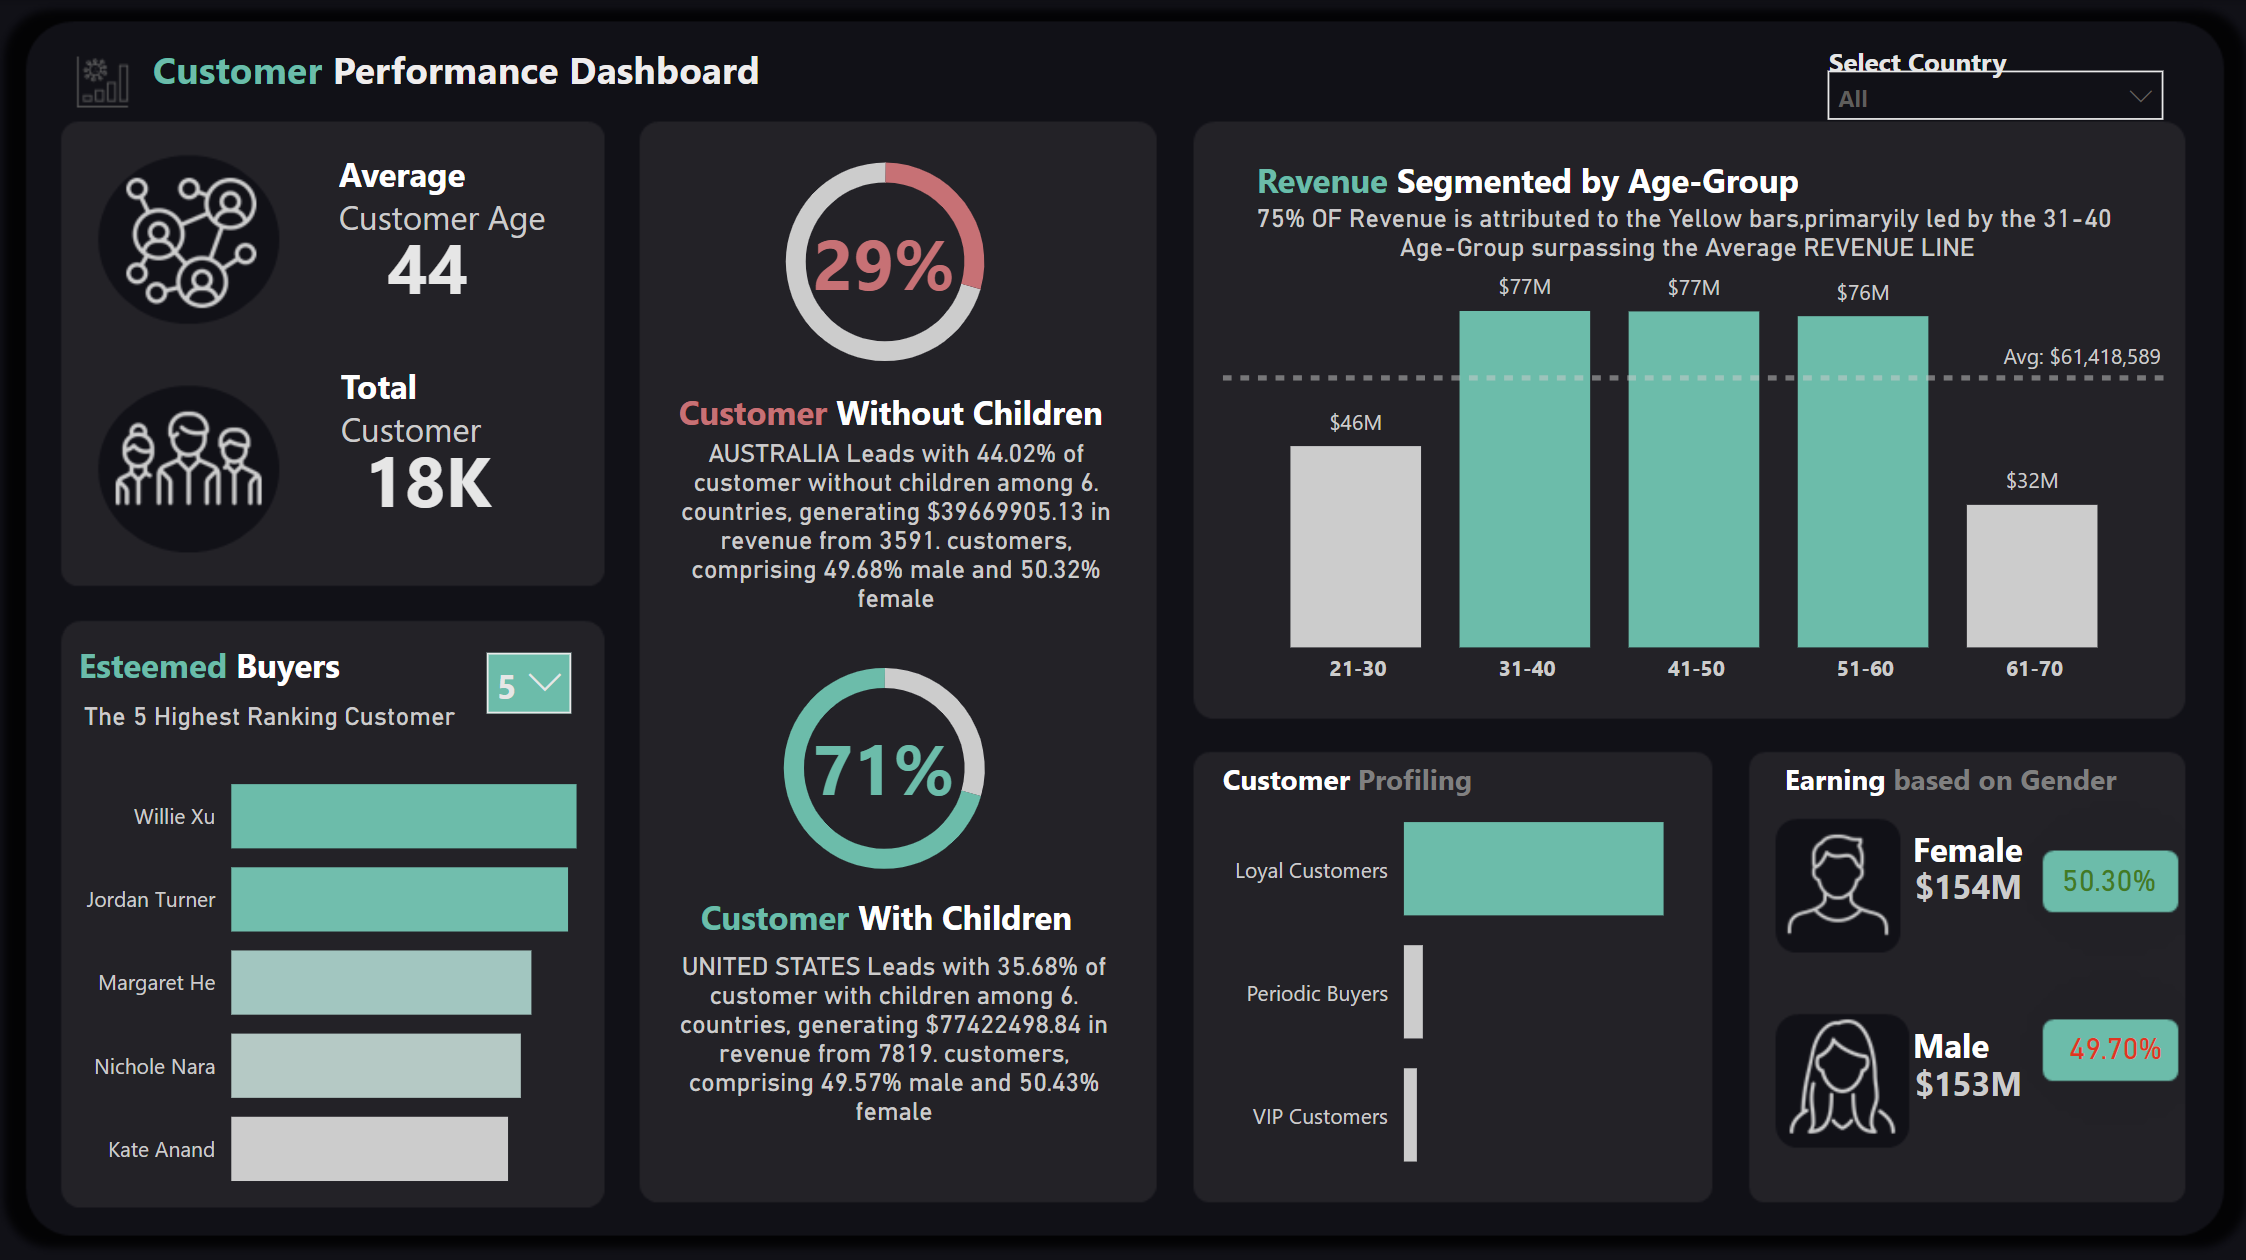 Customer Performance Dashboard
Select Country
All
Average
Customer Age
44
Total
Customer
18K
Esteemed Buyers
5
The 5 Highest Ranking Customer
Willie Xu
Jordan Turner
Margaret He
Nichole Nara
Kate Anand
29%
Customer Without Children
AUSTRALIA Leads with 44.02% of
customer without children among 6.
countries, generating $39669905.13 in
revenue from 3591. customers,
comprising 49.68% male and 50.32%
female
71%
Customer With Children
UNITED STATES Leads with 35.68% of
customer with children among 6.
countries, generating $77422498.84 in
revenue from 7819. customers,
comprising 49.57% male and 50.43%
female
Revenue Segmented by Age-Group
75% OF Revenue is attributed to the Yellow bars,primaryily led by the 31-40
Age-Group surpassing the Average REVENUE LINE
$77M
$77M
$76M
Avg: $61,418,589
$46M
$32M
21-30
31-40
41-50
51-60
61-70
Customer Profiling
Loyal Customers
Periodic Buyers
VIP Customers
Earning based on Gender
Female
$154M
50.30%
Male
$153M
49.70%